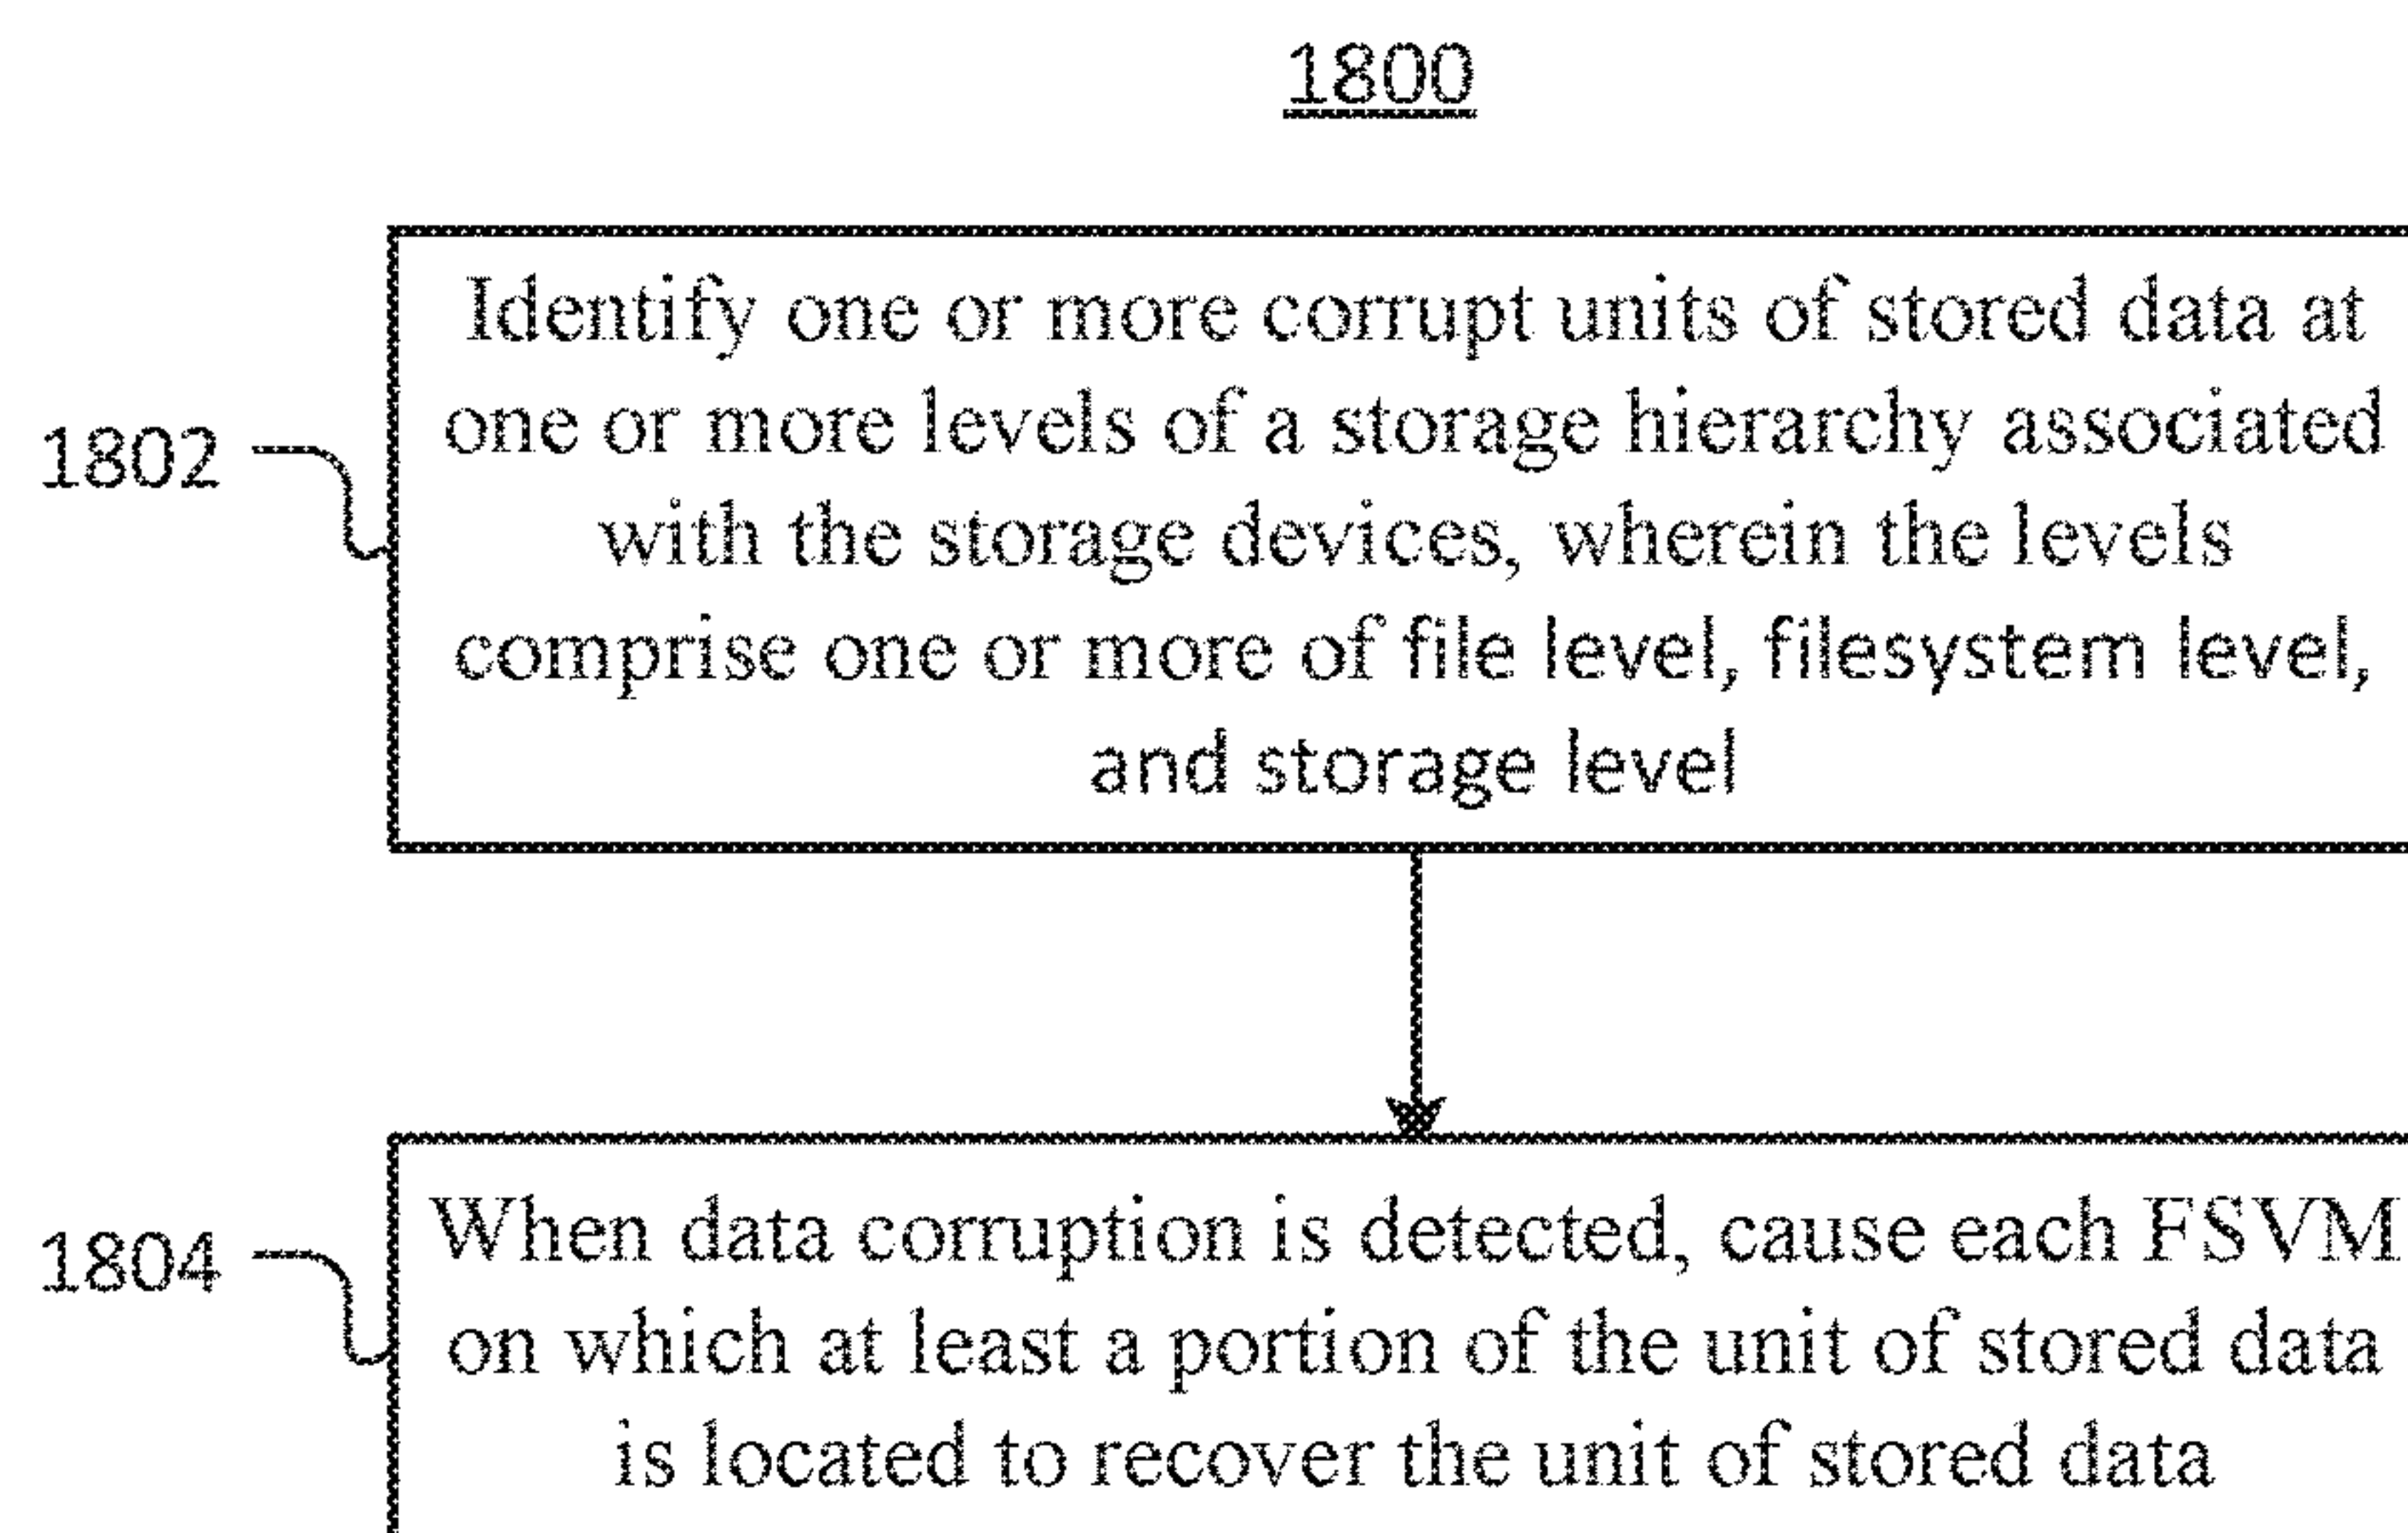 1800
Identify one or more corrupt units of stored data at
one or more levels of a storage hierarchy associated
1802
with the storage devices, wherein the levels
comprise one or more of file level, filesystem level,
and storage level
When data corruption is detected, cause each FSVM
1804
on which at least a portion of the unit of stored data
is located to recover the unit of stored data